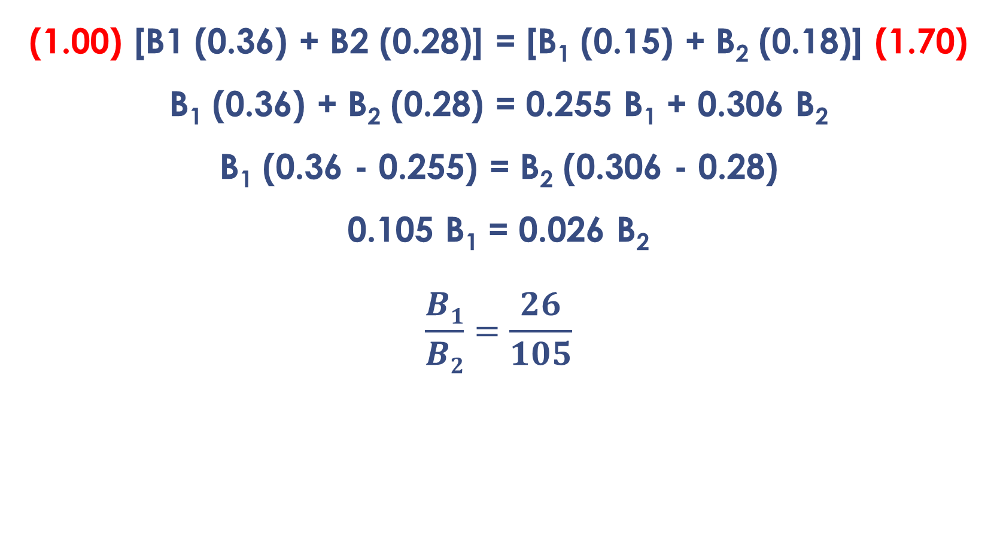 (1.00) [B1 (0.36) + B2 (0.28)] = [B₁ (0.15) + B₂ (0.18)] (1.70)
B₁ (0.36) + B₂ (0.28) = 0.255 B₁ + 0.306 B₂
B₁ (0.36 - 0.255) = B₂ (0.306 - 0.28)
0.105 B₁ = 0.026 B₂
B₁/B₂ = 26/105